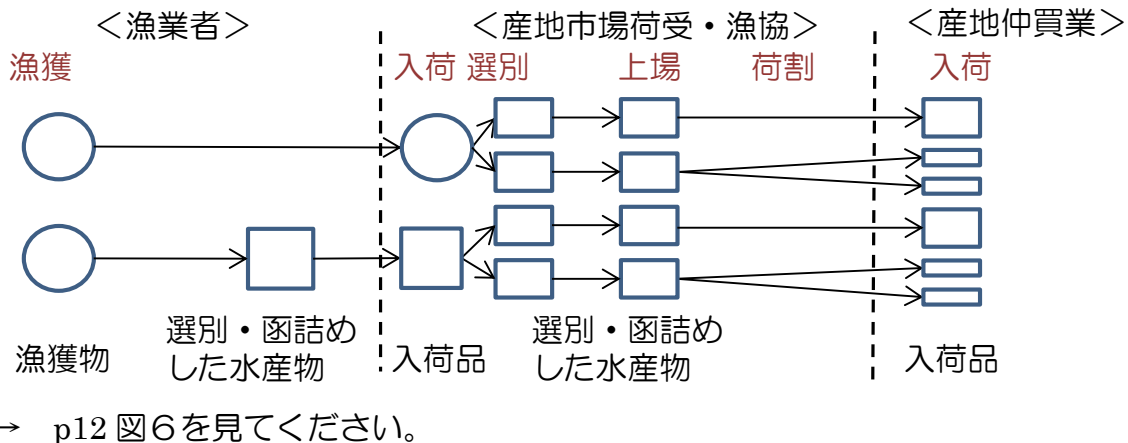 <漁業者> <産地市場荷受・漁協> <産地仲買業>
漁獲 入荷 選別 上場 荷割 入荷
漁獲物 選別・函詰め 入荷品 選別・函詰め 入荷品
した水産物 した水産物
→ p12 図6を見てください。